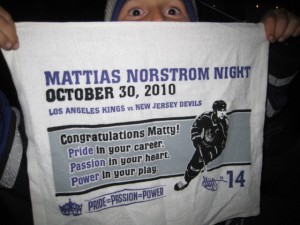 MATTIAS NORSTROM NIGHT
OCTOBER 30, 2010
LOS ANGELES KINGS vs NEW JERSEY DEVILS
Congratulations Matty!
Pride in your career.
Passion in your heart.
Power in your play.
14
PRIDE•PASSION•POWER